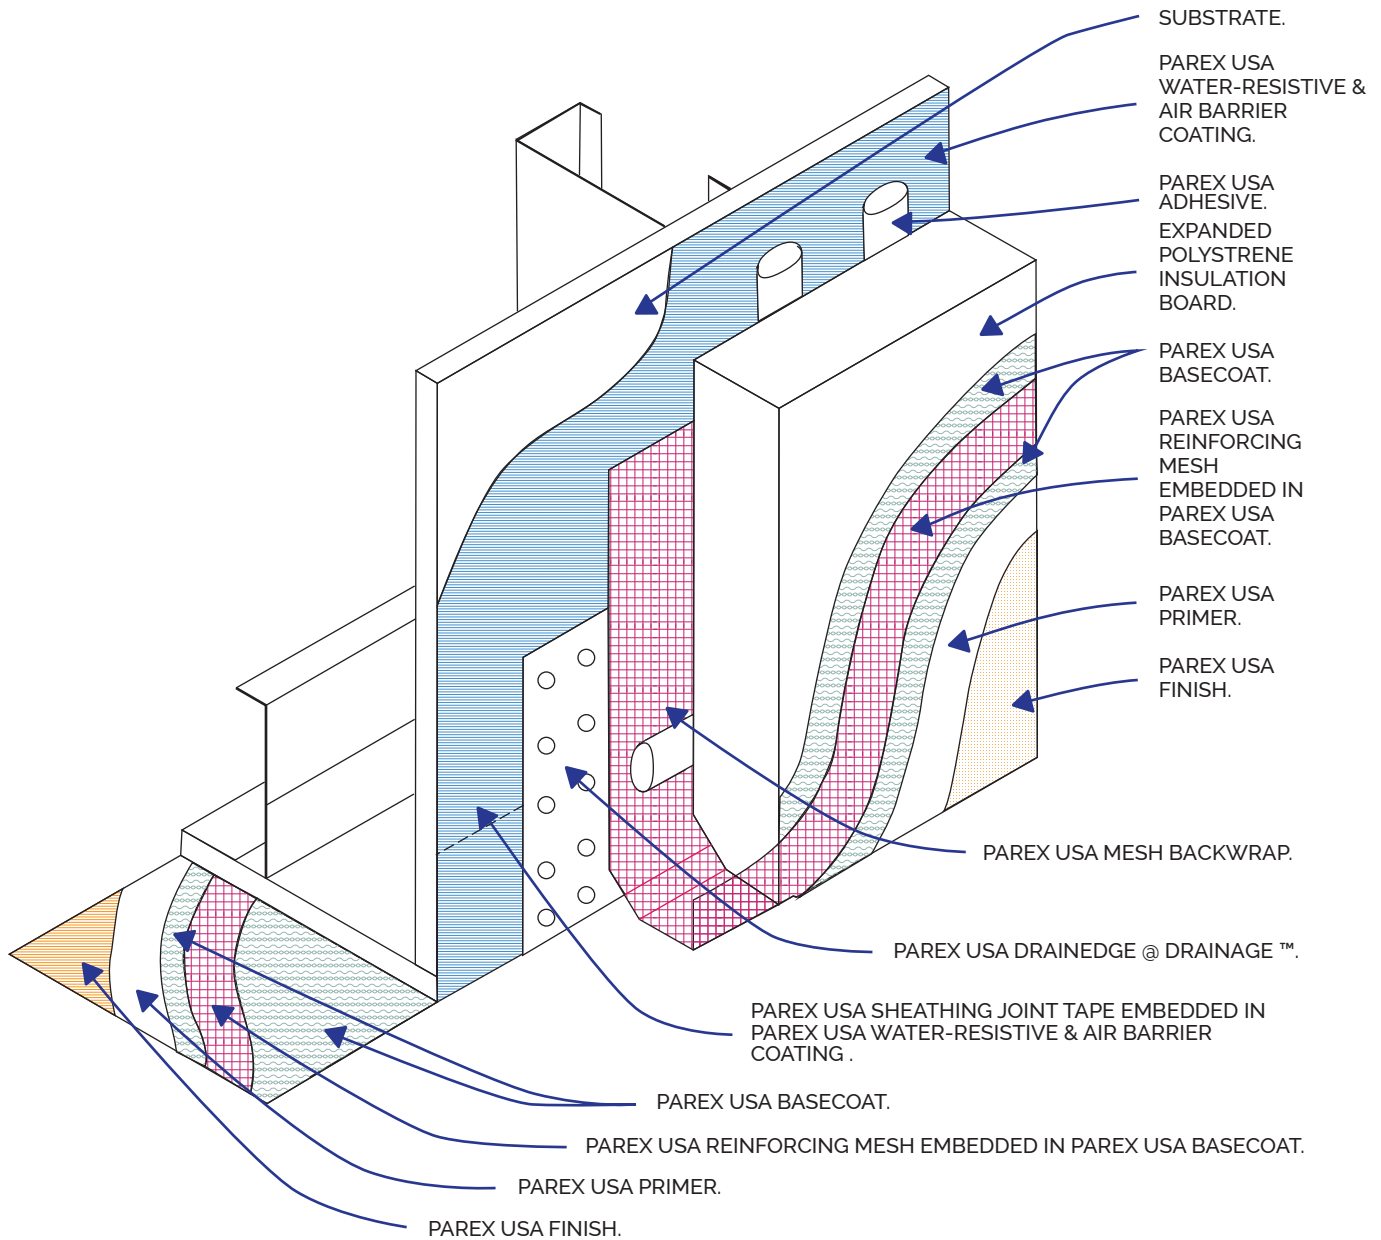 SUBSTRATE.
PAREX USA
WATER-RESISTIVE &
AIR BARRIER
COATING.
PAREX USA
ADHESIVE.
EXPANDED
POLYSTRENE
INSULATION
BOARD.
PAREX USA
BASECOAT.
PAREX USA
REINFORCING
MESH
EMBEDDED IN
PAREX USA
BASECOAT.
PAREX USA
PRIMER.
PAREX USA
FINISH.
PAREX USA MESH BACKWRAP.
PAREX USA DRAINEDGE @ DRAINAGE ™.
PAREX USA SHEATHING JOINT TAPE EMBEDDED IN
PAREX USA WATER-RESISTIVE & AIR BARRIER
COATING .
PAREX USA BASECOAT.
PAREX USA REINFORCING MESH EMBEDDED IN PAREX USA BASECOAT.
PAREX USA PRIMER.
PAREX USA FINISH.